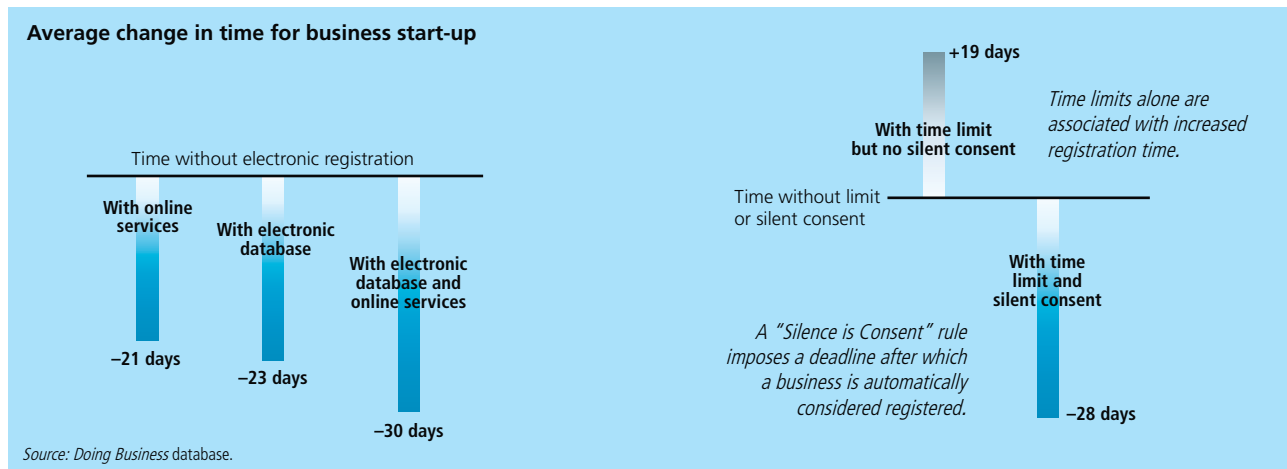 Average change in time for business start-up
Time without electronic registration
With online
services
–21 days
With electronic
database
–23 days
With electronic
database and
online services
–30 days
+19 days
With time limit
but no silent consent
Time limits alone are
associated with increased
registration time.
Time without limit
or silent consent
With time
limit and
silent consent
–28 days
A “Silence is Consent” rule
imposes a deadline after which
a business is automatically
considered registered.
Source: Doing Business database.